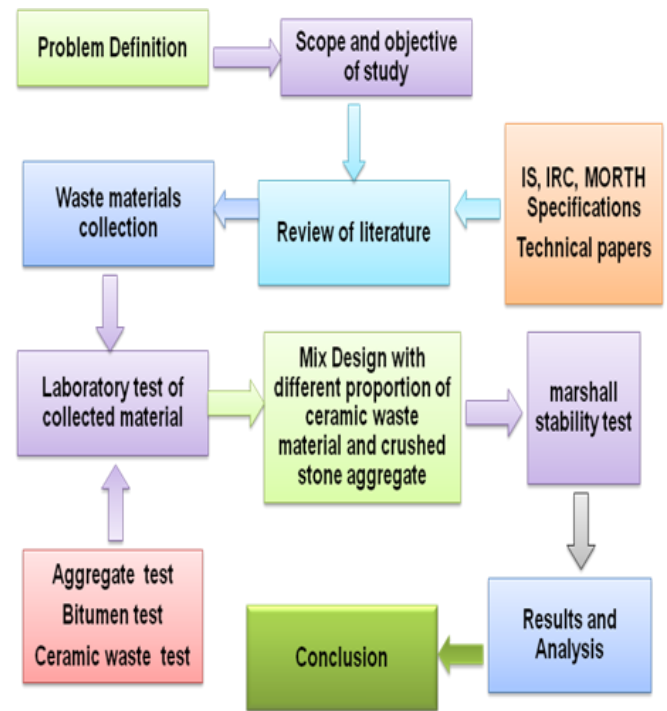 Problem Definition
Scope and objective
of study
IS, IRC, MORTH
Specifications
Technical papers
Review of literature
Waste materials
collection
Laboratory test of
collected material
Aggregate test
Bitumen test
Ceramic waste test
Mix Design with
different proportion of
ceramic waste
material and crushed
stone aggregate
marshall
stability test
Results and
Analysis
Conclusion